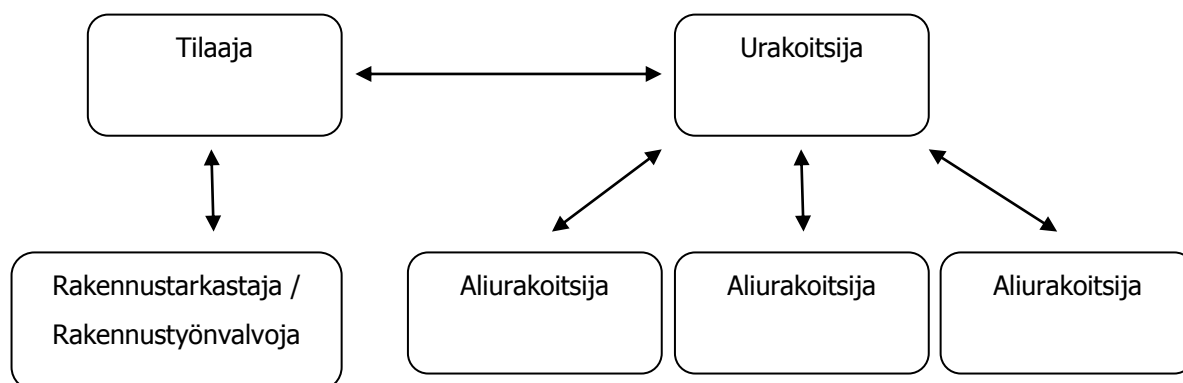 Tilaaja
Urakoitsija
Rakennustarkastaja /
Rakennustyönvalvoja
Aliurakoitsija
Aliurakoitsija
Aliurakoitsija